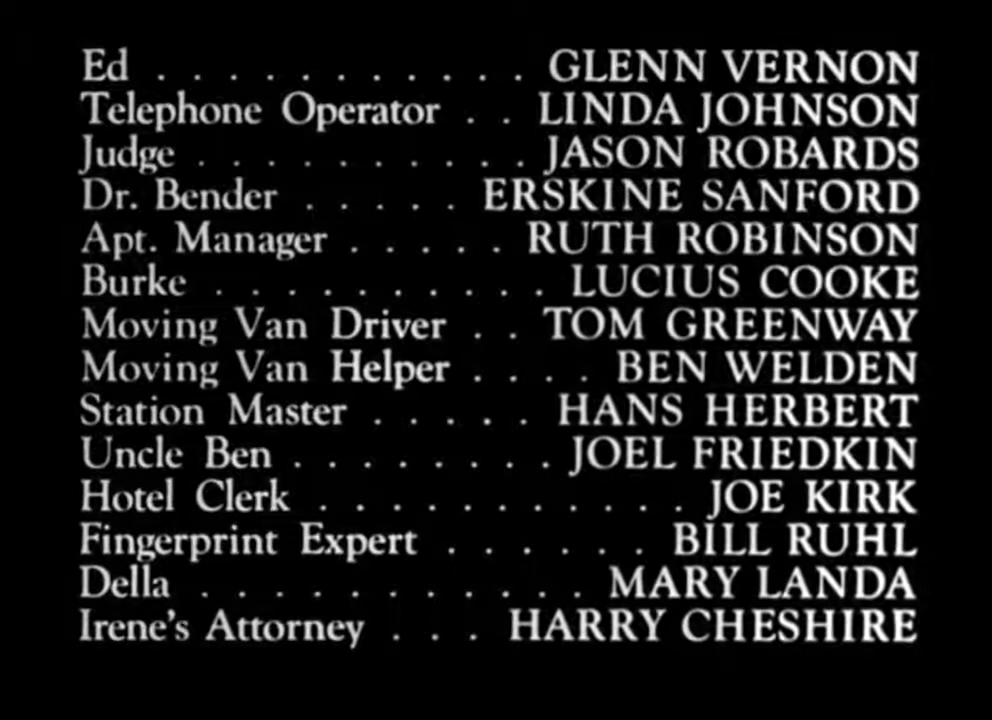 Ed . . . . . . . . . . . . GLENN VERNON
Telephone Operator . . LINDA JOHNSON
Judge . . . . . . . . . . JASON ROBARDS
Dr. Bender . . . . . ERSKINE SANFORD
Apt. Manager . . . . . RUTH ROBINSON
Burke . . . . . . . . . . LUCIUS COOKE
Moving Van Driver . . TOM GREENWAY
Moving Van Helper . . . . BEN WELDEN
Station Master . . . . . HANS HERBERT
Uncle Ben . . . . . . . . JOEL FRIEDKIN
Hotel Clerk . . . . . . . . . . . JOE KIRK
Fingerprint Expert . . . . . . BILL RUHL
Della . . . . . . . . . . . . MARY LANDA
Irene's Attorney . . . HARRY CHESHIRE